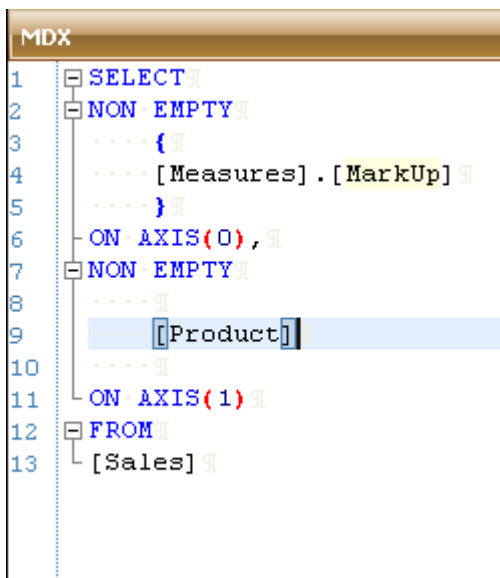 MDX
1 SELECT
2 NON EMPTY
3 {
4 [Measures].[MarkUp]
5 }
6 ON AXIS(0),
7 NON EMPTY
8
9 [Product]
10
11 ON AXIS(1)
12 FROM
13 [Sales]